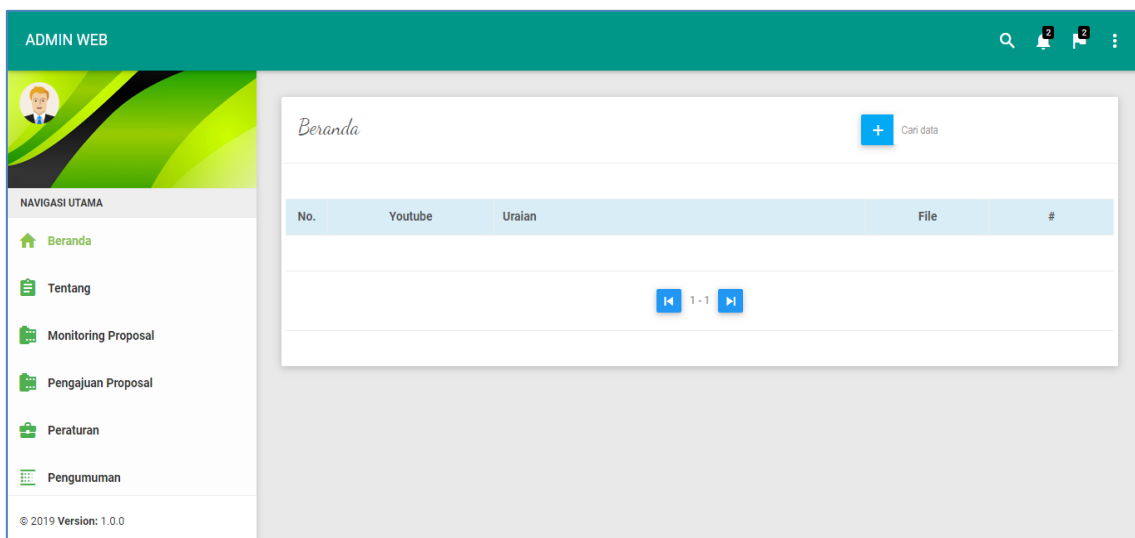 ADMIN WEB
2 2
Beranda
Cari data
NAVIGASI UTAMA
No. Youtube Uraian File #
Beranda
Tentang
1 - 1
Monitoring Proposal
Pengajuan Proposal
Peraturan
Pengumuman
© 2019 Version: 1.0.0